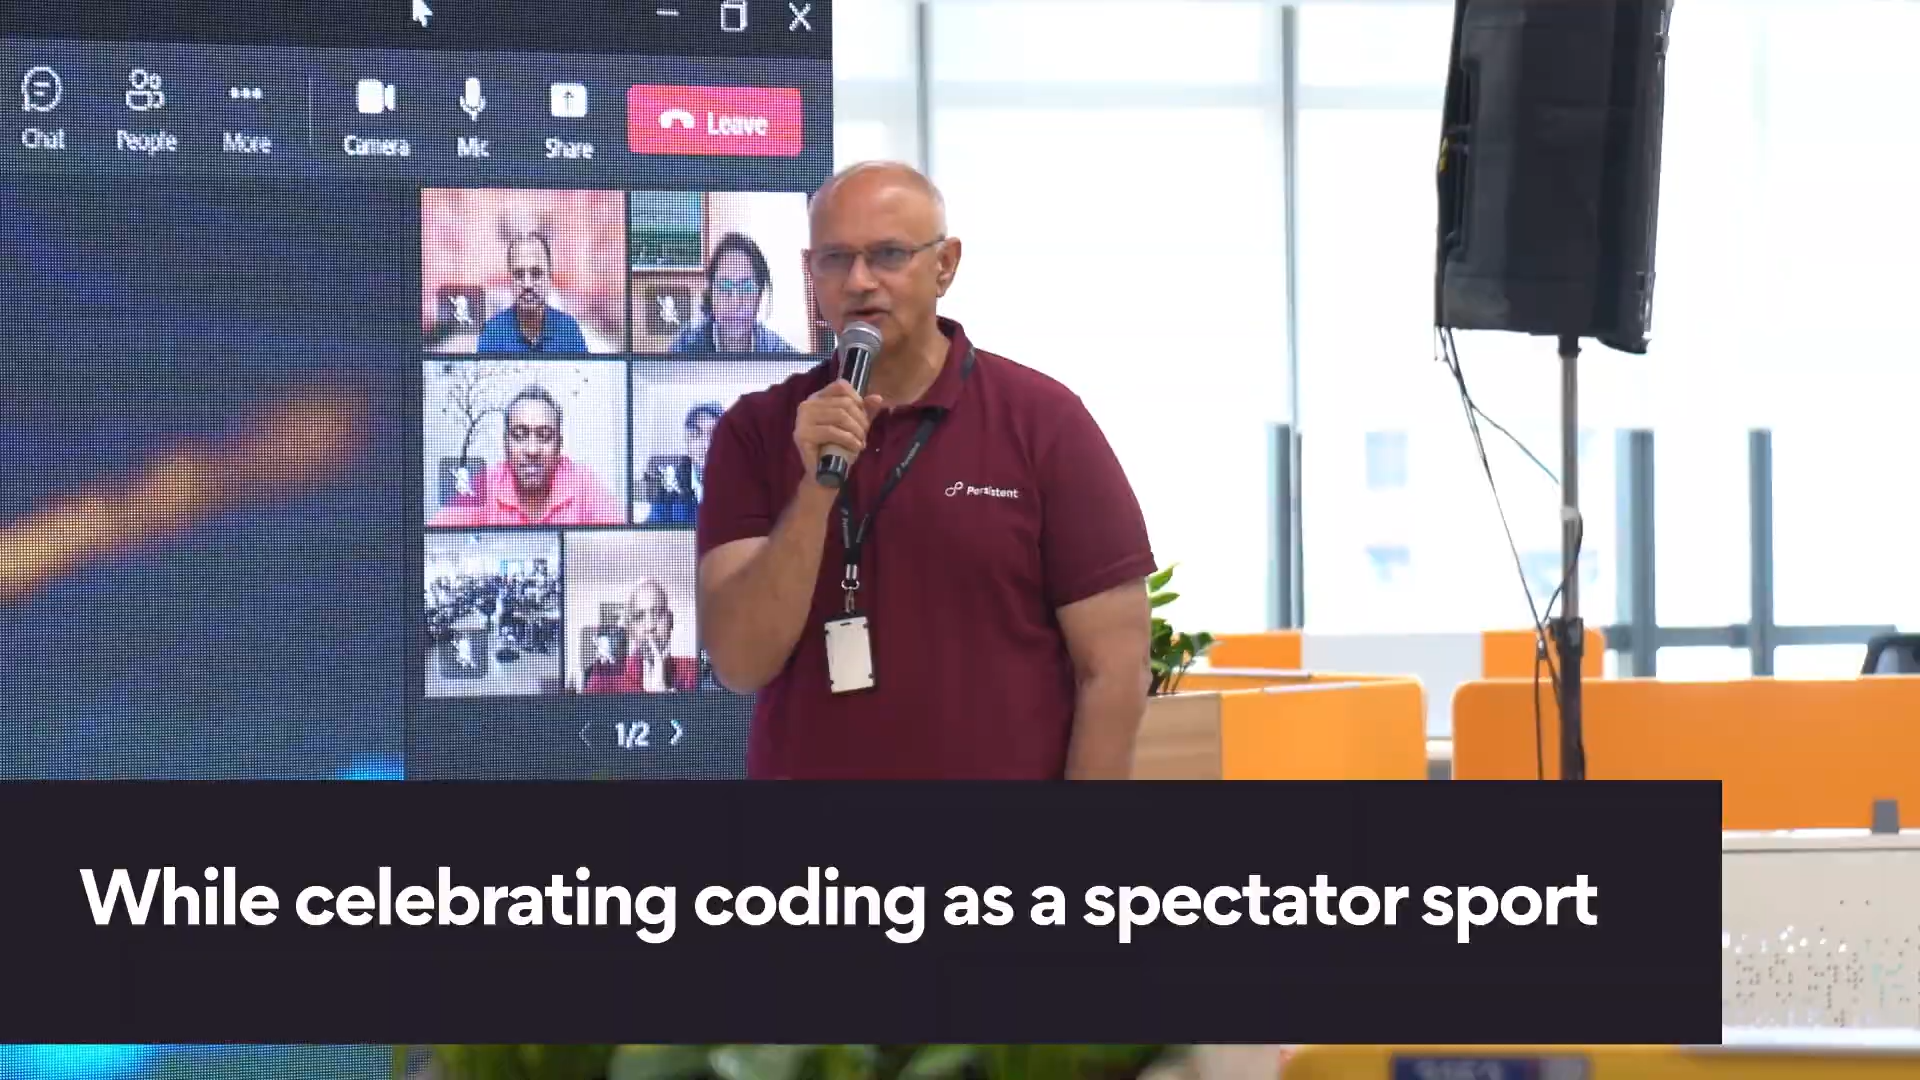 Chat
People
More
Camera
Mic
Share
Leave
Persistent
1/2
While celebrating coding as a spectator sport